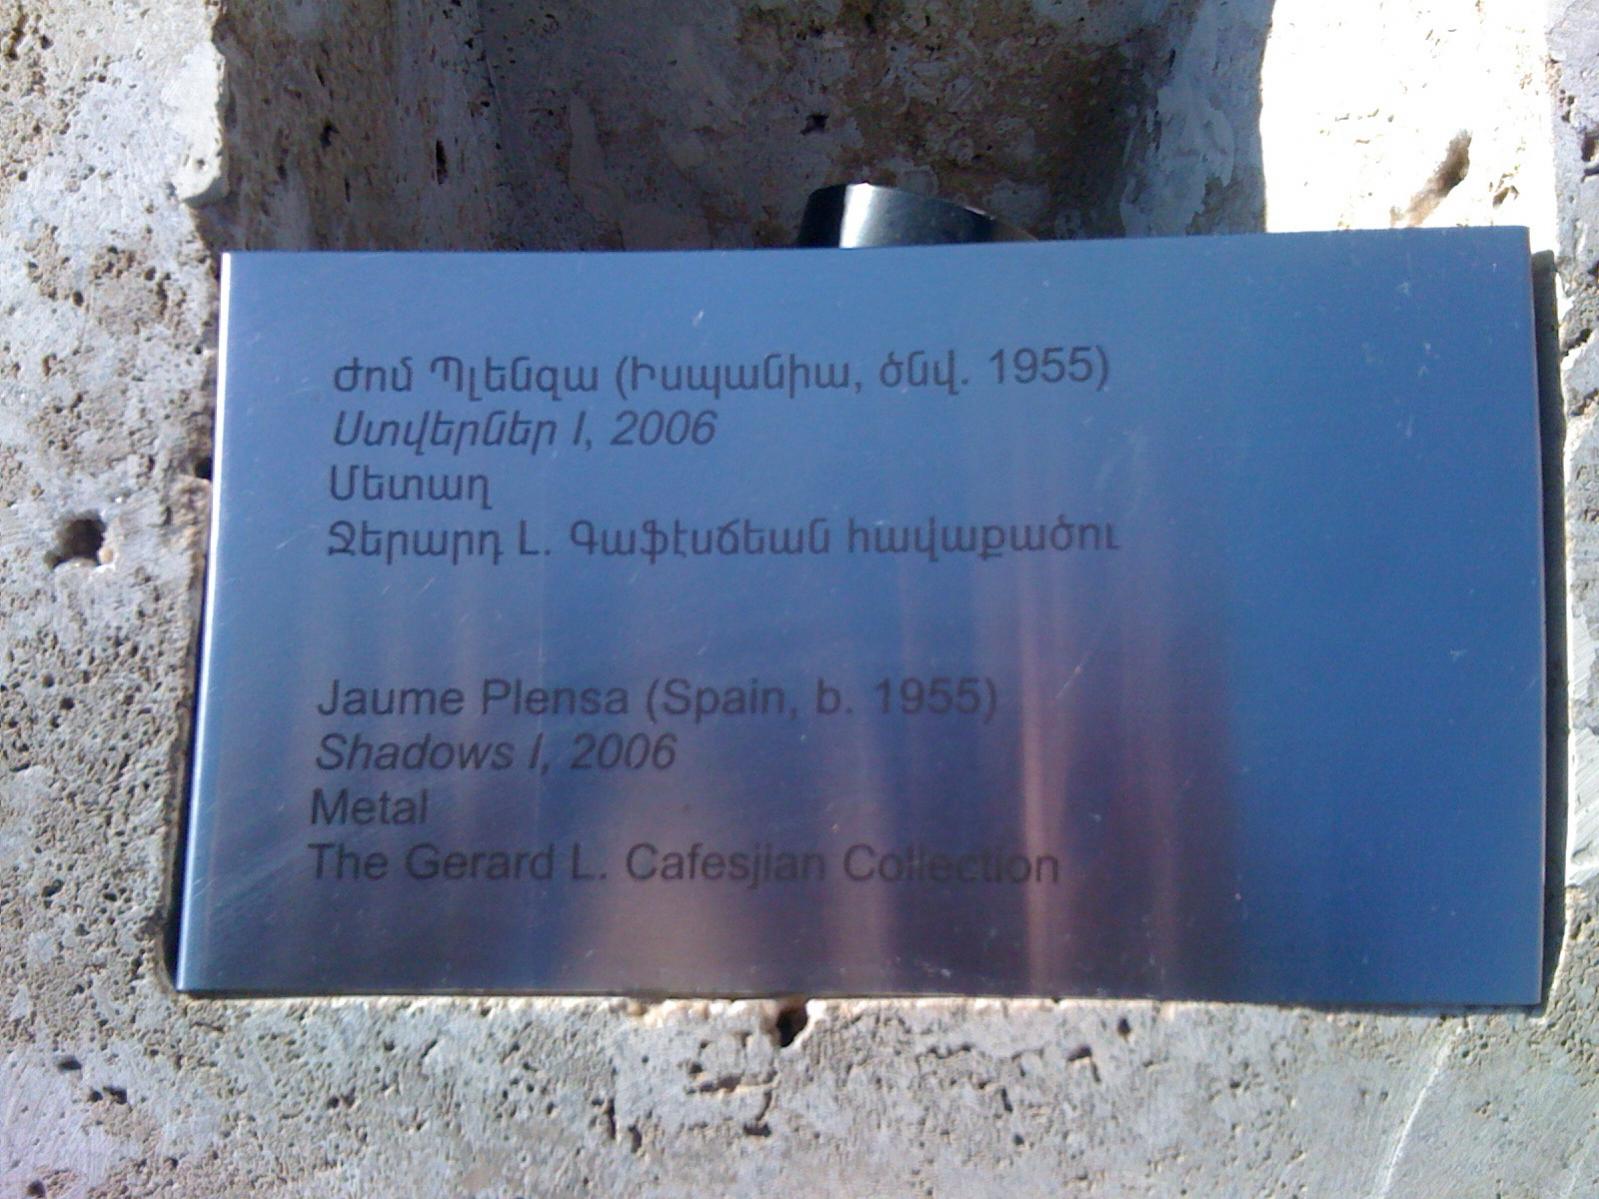 Ժոմ Պլենզա (Իսպանիա, ծնվ. 1955)
Ստվերներ I, 2006
Մետաղ
Ջերարդ Լ. Գաֆէսճեան հավաքածու
Jaume Plensa (Spain, b. 1955)
Shadows I, 2006
Metal
The Gerard L. Cafesjian Collection